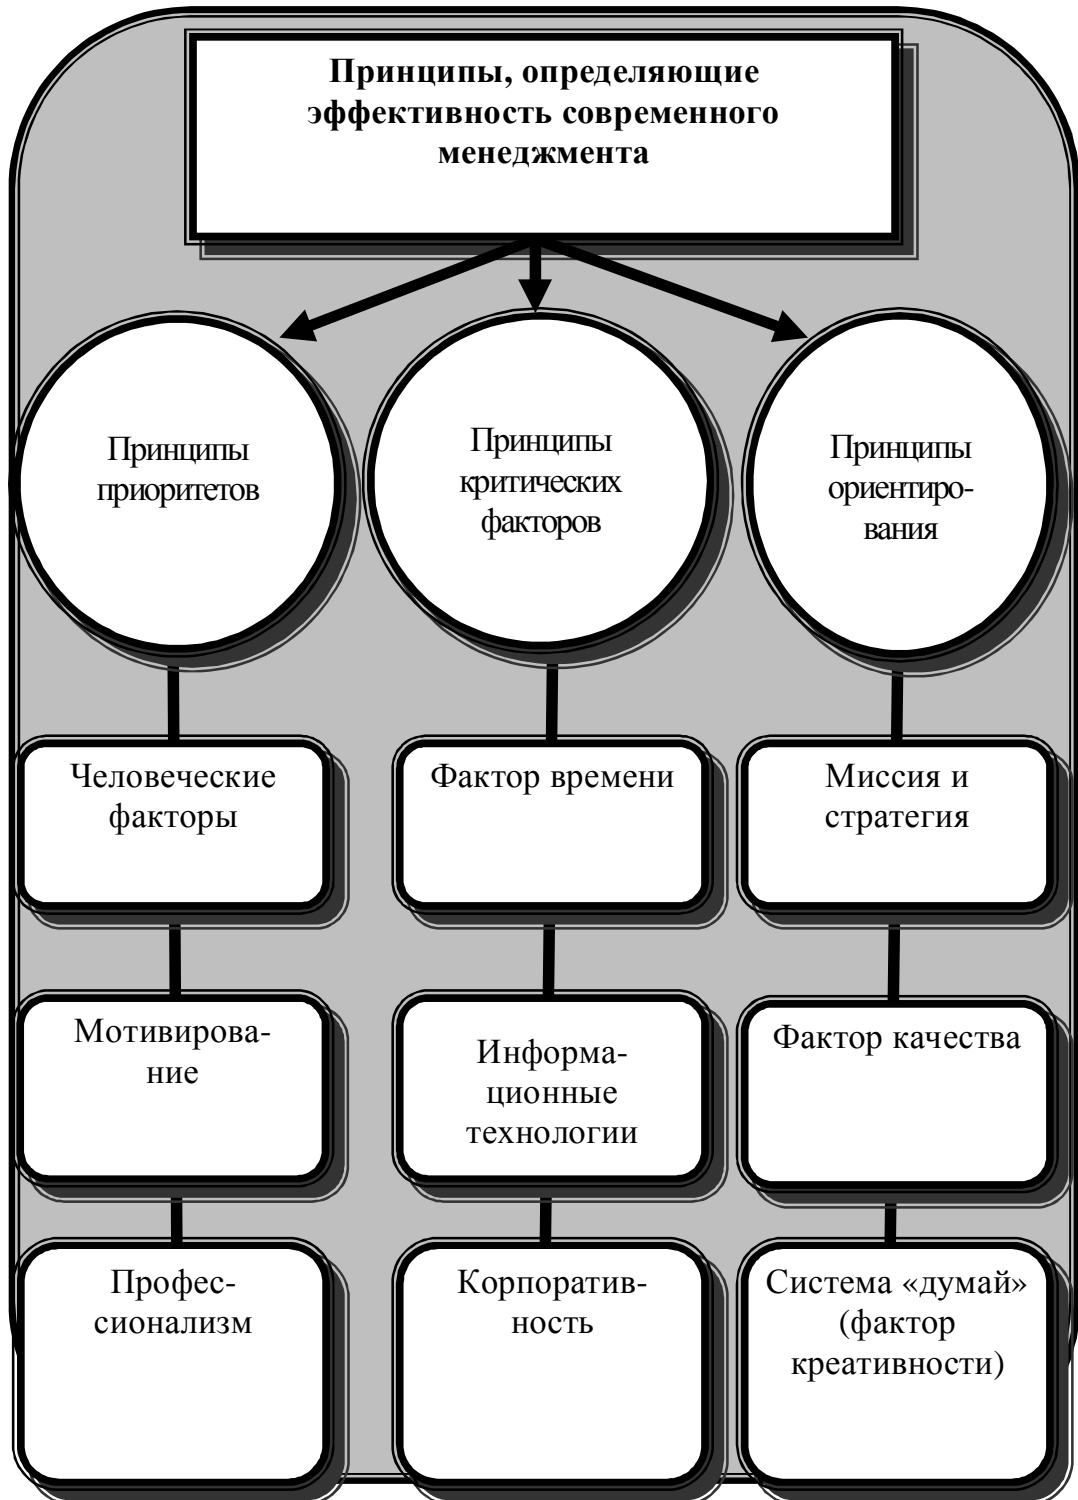 Принципы, определяющие
эффективность современного
менеджмента
Принципы
приоритетов
Принципы
критических
факторов
Принципы
ориентиро-
вания
Человеческие
факторы
Фактор времени
Миссия и
стратегия
Мотивирова-
ние
Информа-
ционные
технологии
Фактор качества
Профес-
сионализм
Корпоратив-
ность
Система «думай»
(фактор
креативности)